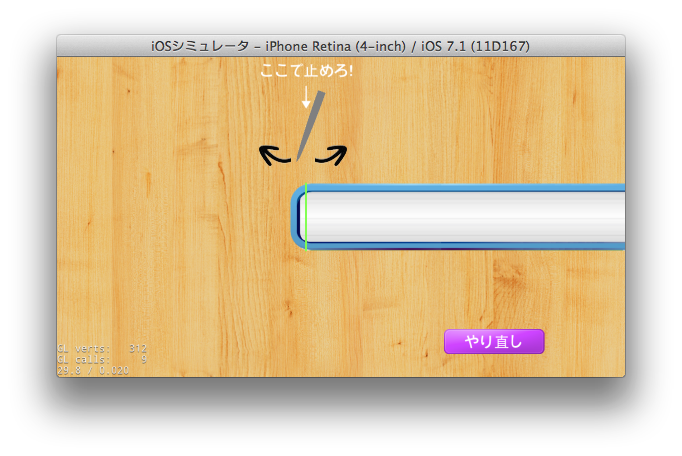 iOSシミュレータ – iPhone Retina (4-inch) / iOS 7.1 (11D167)
ここで止めろ!
やり直し
GL verts: 312
GL calls: 9
29.8 / 0.020